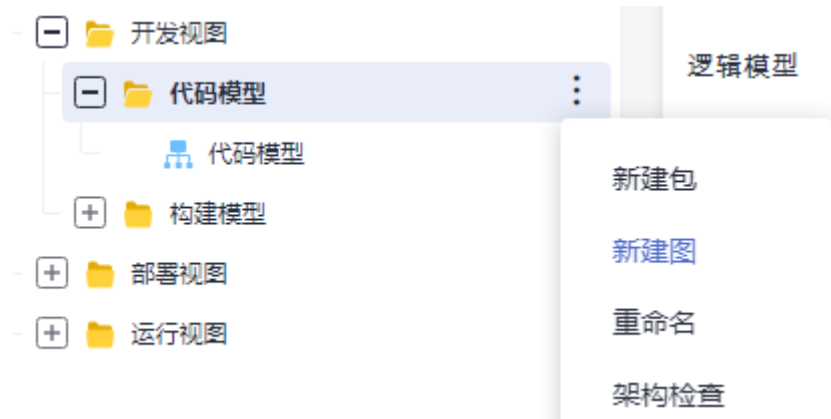 开发视图
逻辑模型
代码模型
代码模型
新建包
构建模型
新建图
部署视图
重命名
运行视图
架构检查